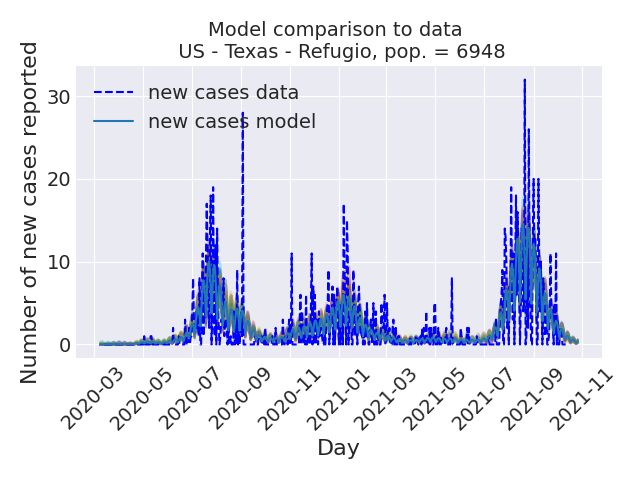 Model comparison to data
US - Texas - Refugio, pop. = 6948
Number of new cases reported
30
20
10
0
new cases data
new cases model
2020-03
2020-05
2020-07
2020-09
2020-11
2021-01
2021-03
2021-05
2021-07
2021-09
2021-11
Day